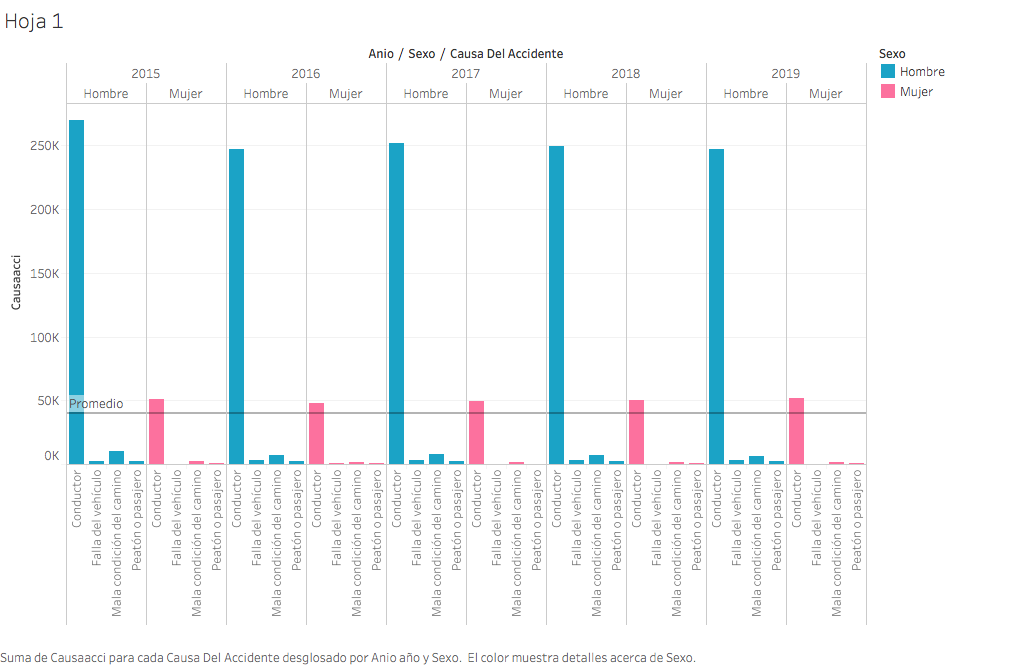 Hoja 1
Anio / Sexo / Causa Del Accidente
2015 2016 2017 2018 2019
Hombre Mujer Hombre Mujer Hombre Mujer Hombre Mujer Hombre Mujer
Sexo
Hombre
Mujer
Causaacci
250K
200K
150K
100K
50K
0K
Promedio
Conductor
Falla del vehículo
Mala condición del camino
Peatón o pasajero
Conductor
Falla del vehículo
Mala condición del camino
Peatón o pasajero
Conductor
Falla del vehículo
Mala condición del camino
Peatón o pasajero
Conductor
Falla del vehículo
Mala condición del camino
Peatón o pasajero
Conductor
Falla del vehículo
Mala condición del camino
Peatón o pasajero
Conductor
Falla del vehículo
Mala condición del camino
Peatón o pasajero
Conductor
Falla del vehículo
Mala condición del camino
Peatón o pasajero
Conductor
Falla del vehículo
Mala condición del camino
Peatón o pasajero
Conductor
Falla del vehículo
Mala condición del camino
Peatón o pasajero
Conductor
Falla del vehículo
Mala condición del camino
Peatón o pasajero
Suma de Causaacci para cada Causa Del Accidente desglosado por Anio año y Sexo. El color muestra detalles acerca de Sexo.